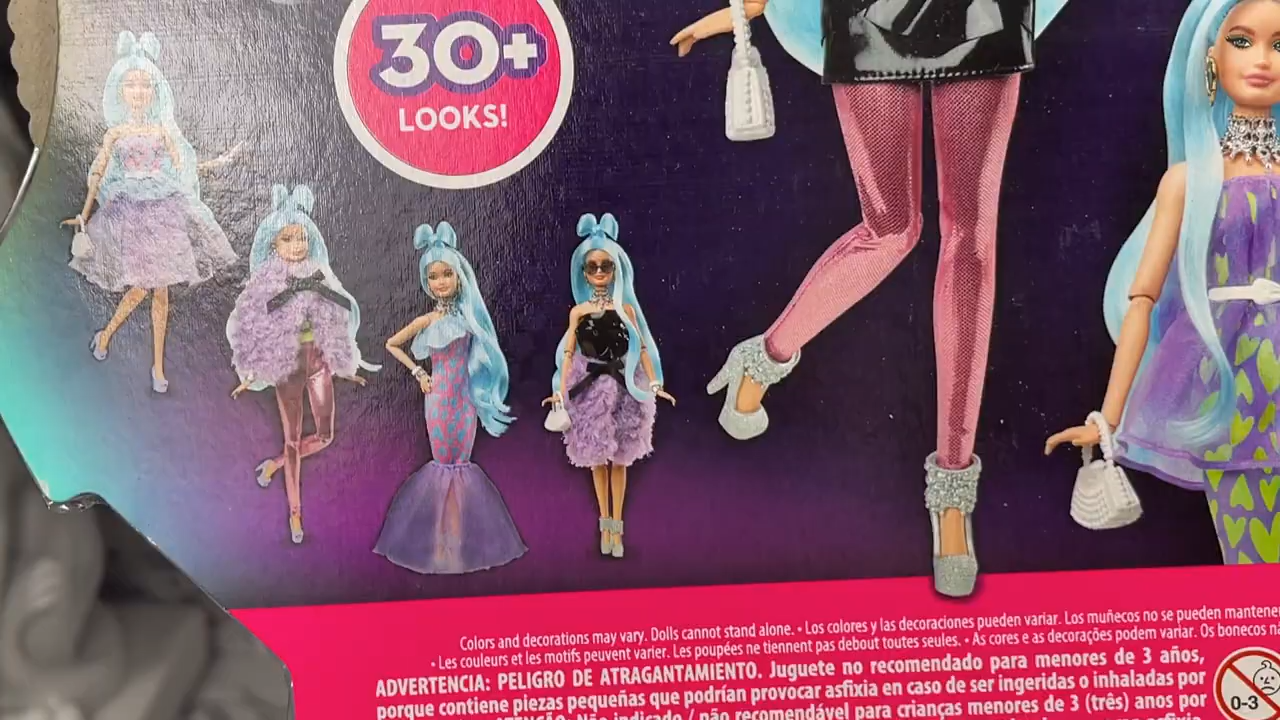 30+
LOOKS!
Colors and decorations may vary. Dolls cannot stand alone. • Los colores y las decoraciones pueden variar. Los muñecos no se pueden mantener
• Les couleurs et les motifs peuvent varier. Les poupées ne tiennent pas debout toutes seules. • As cores e as decorações podem variar. Os bonecos
ADVERTENCIA: PELIGRO DE ATRAGANTAMIENTO. Juguete no recomendado para menores de 3 años,
porque contiene piezas pequeñas que podrían provocar asfixia en caso de ser ingeridas o inhaladas por
0-3
ATENÇÃO: Não indicado / não recomendável para crianças menores de 3 (três) anos por